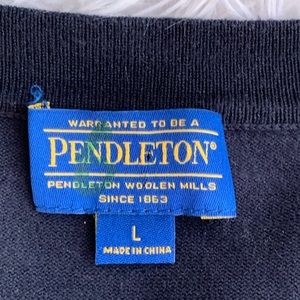 WARRANTED TO BE A
PENDLETON®
PENDLETON WOOLEN MILLS
SINCE 1863
L
MADE IN CHINA